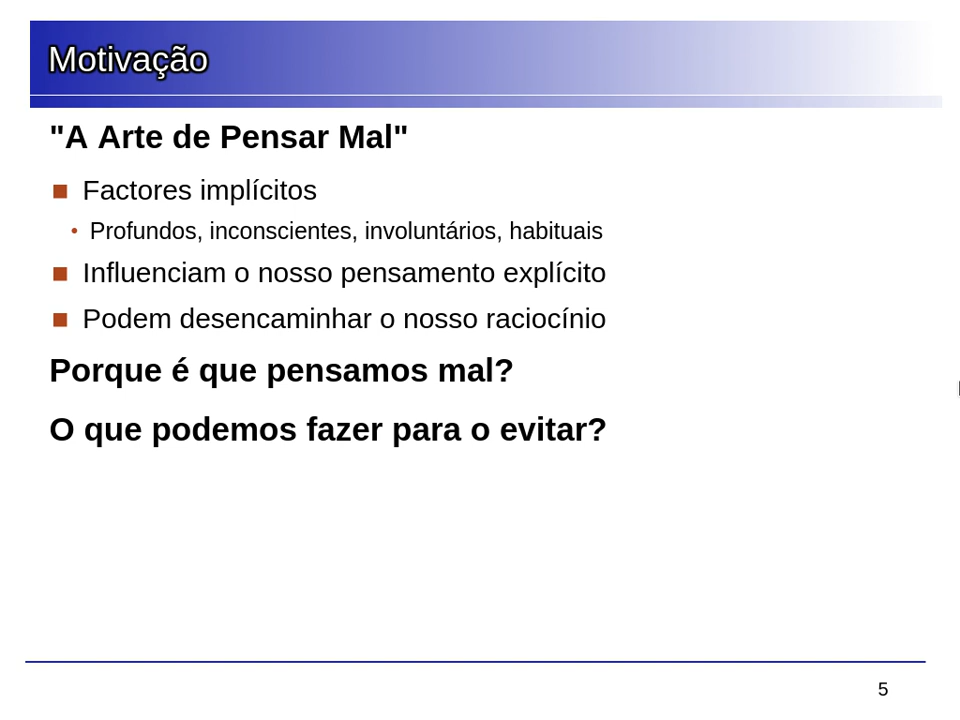 Motivação
"A Arte de Pensar Mal"
■ Factores implícitos
• Profundos, inconscientes, involuntários, habituais
■ Influenciam o nosso pensamento explícito
■ Podem desencaminhar o nosso raciocínio
Porque é que pensamos mal?
O que podemos fazer para o evitar?
5